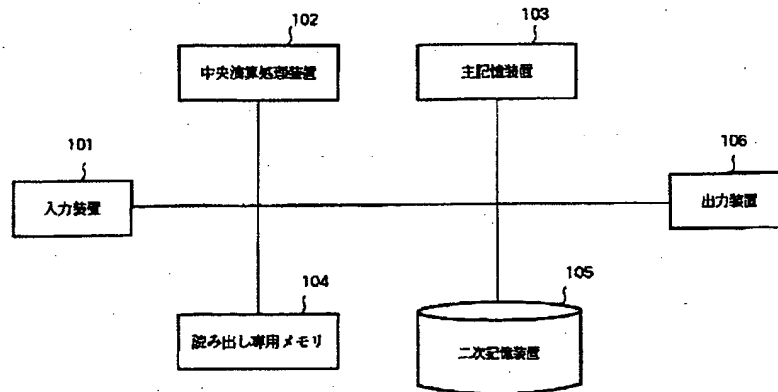 102
中央演算処理装置
103
主記憶装置
101
入力装置
106
出力装置
104
読み出し専用メモリ
105
二次記憶装置